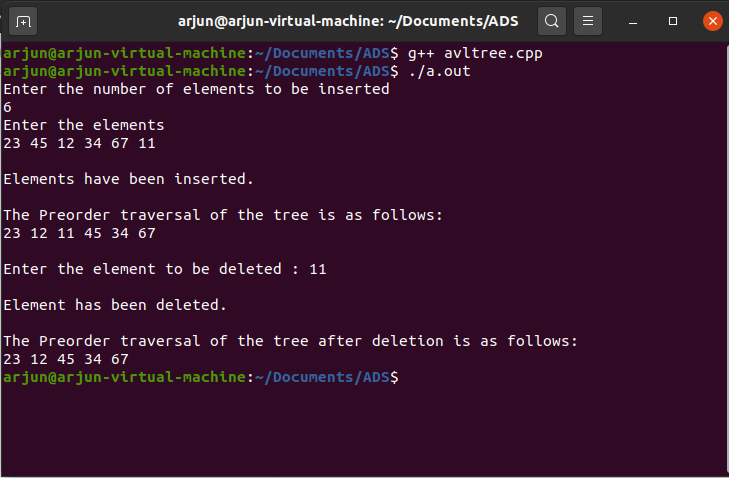 arjun@arjun-virtual-machine: ~/Documents/ADS
arjun@arjun-virtual-machine:~/Documents/ADS$ g++ avltree.cpp
arjun@arjun-virtual-machine:~/Documents/ADS$ ./a.out
Enter the number of elements to be inserted
6
Enter the elements
23 45 12 34 67 11
Elements have been inserted.
The Preorder traversal of the tree is as follows:
23 12 11 45 34 67
Enter the element to be deleted : 11
Element has been deleted.
The Preorder traversal of the tree after deletion is as follows:
23 12 45 34 67
arjun@arjun-virtual-machine:~/Documents/ADS$